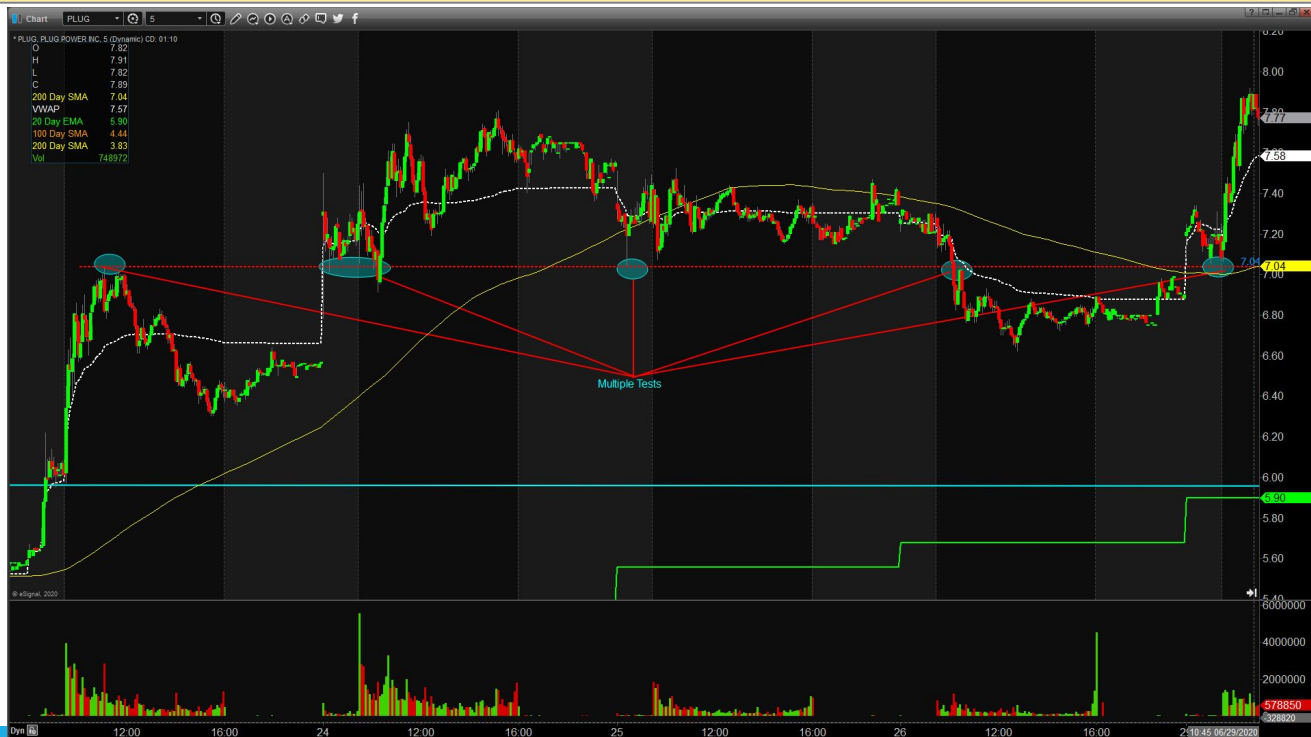 Chart PLUG 5
* PLUG, PLUG POWER INC, 5 (Dynamic) CD: 01:10
O 7.82
H 7.91
L 7.82
C 7.89
200 Day SMA 7.04
VWAP 7.57
20 Day EMA 5.90
100 Day SMA 4.44
200 Day SMA 3.83
Vol 748972
8.00
7.77
7.58
7.40
7.20
7.04
7.04
7.00
6.80
6.60
6.40
6.20
6.00
5.90
5.80
5.60
5.40
Multiple Tests
© eSignal, 2020
6000000
4000000
2000000
578850
328820
Dyn
12:00 16:00 24 12:00 16:00 25 12:00 16:00 26 12:00 16:00 10:45 06/29/2020